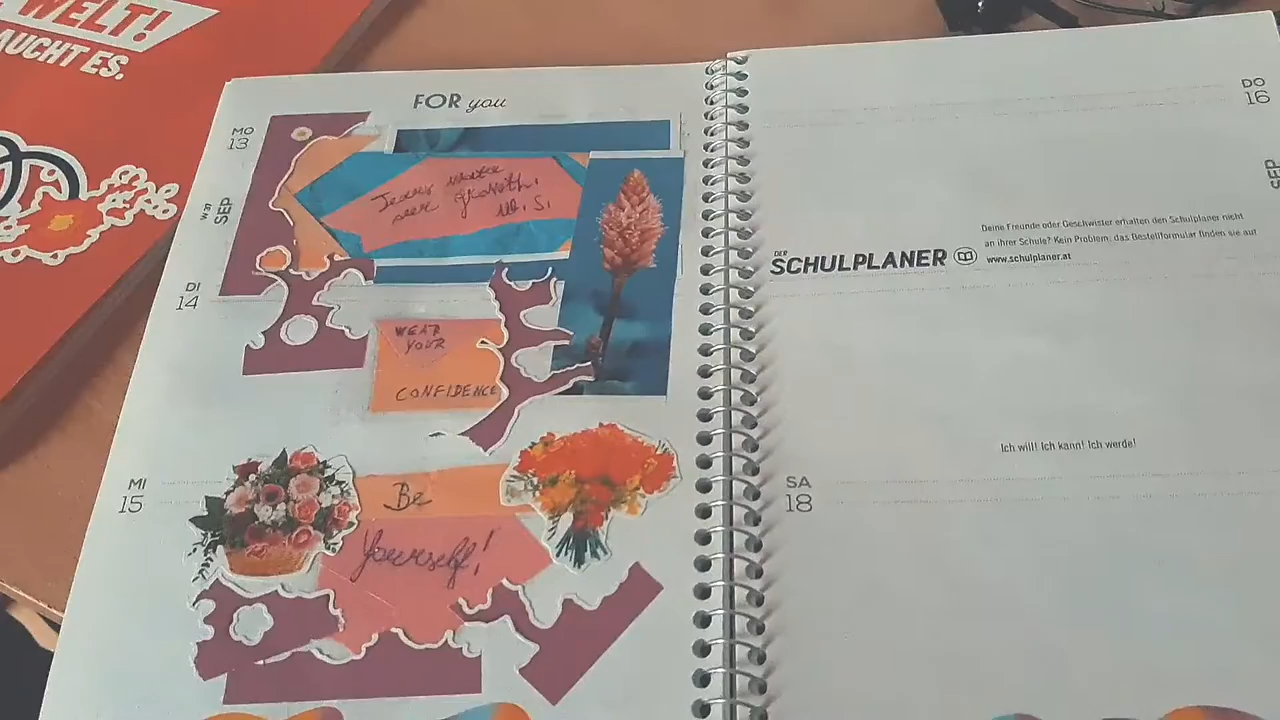 WELT!
AUCHT ES.
FOR you
MO
13
W 37
SEP
DI
14
WEAR
YOUR
CONFIDENCE
MI
15
Be
Yourself!
DO
16
SEP
DER
SCHULPLANER
Deine Freunde oder Geschwister erhalten den Schulplaner nicht
an ihrer Schule? Kein Problem, das Bestellformular finden sie auf
www.schulplaner.at
Ich will! Ich kann! Ich werde!
SA
18